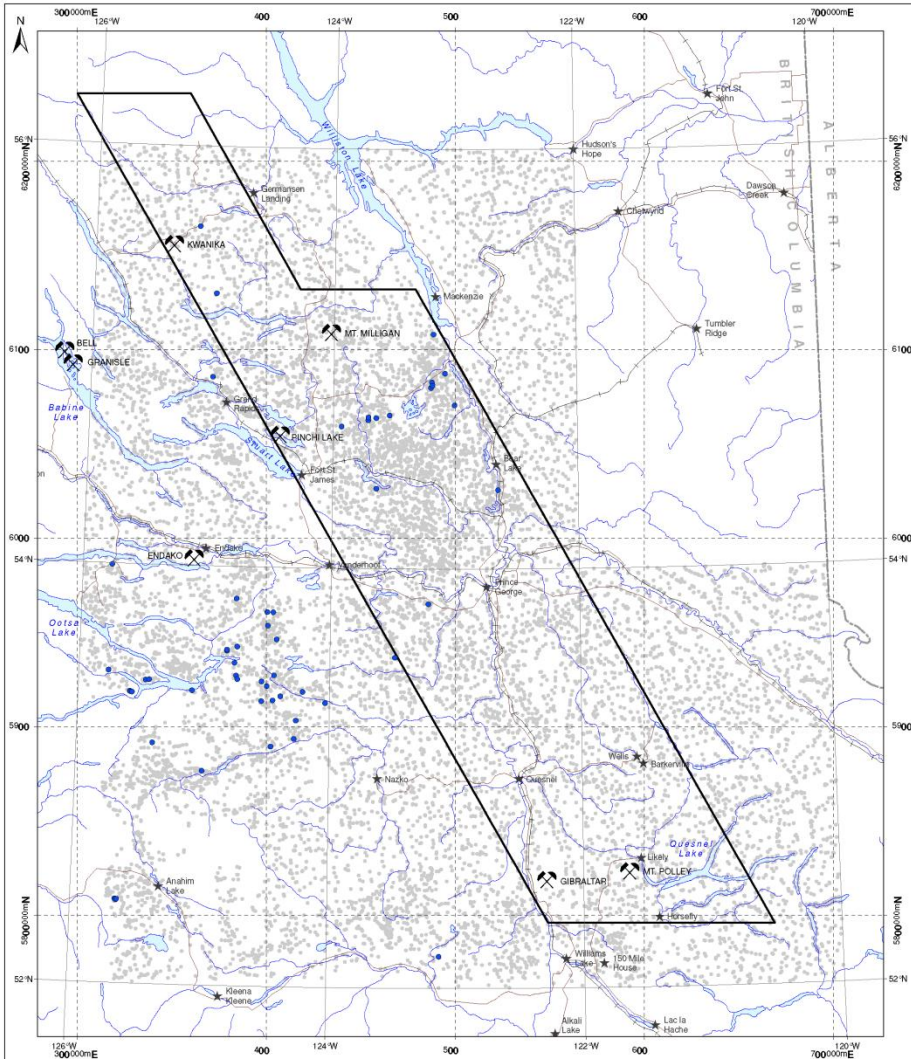 300000mE
400
500
600
700000mE
126°W
124°W
122°W
120°W
N
BRITISH COLUMBIA
ALBERTA
Fort St
John
56°N
6200000mN
Hudson's
Hope
Williston Lake
Germansen
Landing
Dawson
Creek
Chetwynd
KWANIKA
Mackenzie
Tumbler
Ridge
MT. MILLIGAN
BELL
6100
6100
GRANISLE
Babine
Lake
Grand
Rapids
PINCHI LAKE
Stuart Lake
Bear
Lake
Fort St
James
6000
6000
Endako
ENDAKO
54°N
54°N
Vanderhoof
Prince
George
Ootsa
Lake
5900
5900
Wells
Barkerville
Nazko
Quesnel
Quesnel
Lake
Likely
MT. POLLEY
GIBRALTAR
Anahim
Lake
Horsefly
5800000mN
5800000mN
Williams
Lake
150 Mile
House
52°N
52°N
Kleena
Kleene
Alkali
Lake
Lac la
Hache
126°W
124°W
122°W
120°W
300000mE
400
500
600
700000mE